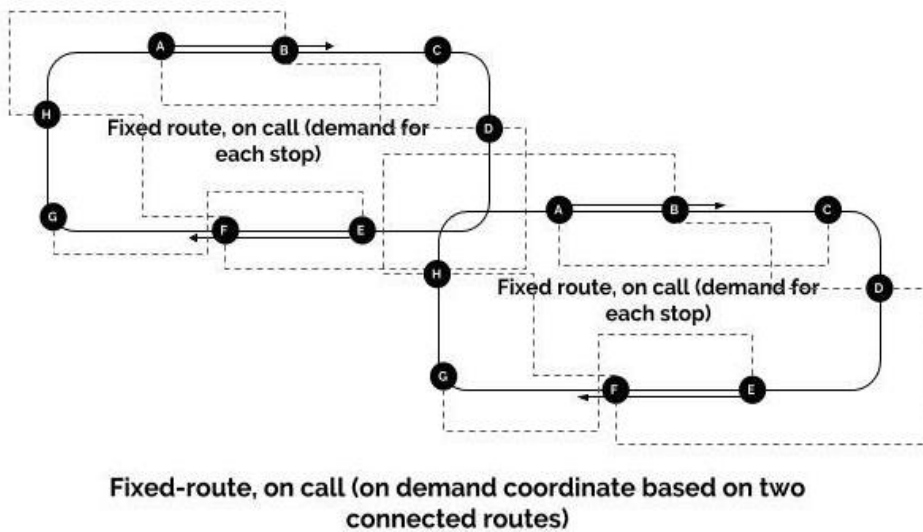 A B C
H D
Fixed route, on call (demand for
each stop)
G F E
A B C
H D
Fixed route, on call (demand for
each stop)
G F E
Fixed-route, on call (on demand coordinate based on two
connected routes)